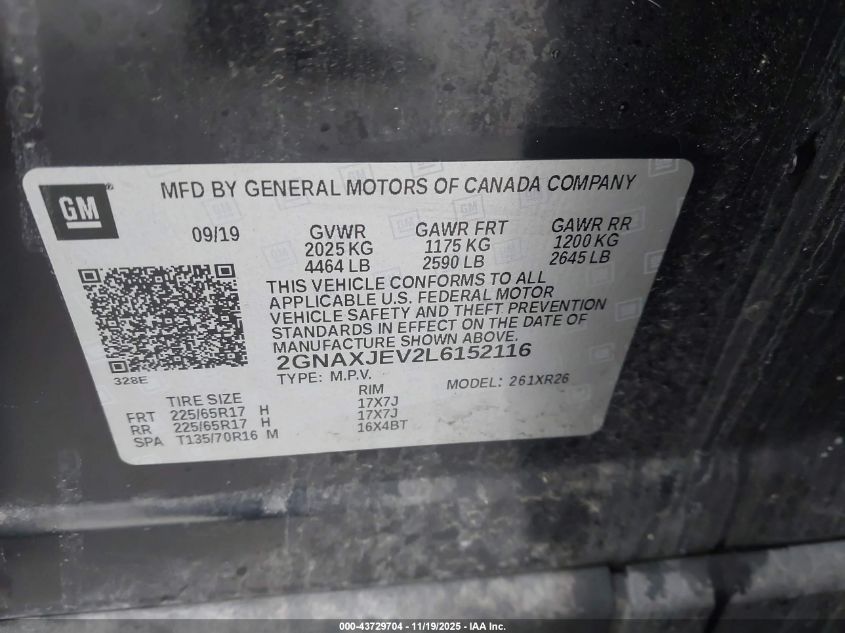 GM
MFD BY GENERAL MOTORS OF CANADA COMPANY
09/19
GVWR GAWR FRT GAWR RR
2025 KG 1175 KG 1200 KG
4464 LB 2590 LB 2645 LB
THIS VEHICLE CONFORMS TO ALL
APPLICABLE U.S. FEDERAL MOTOR
VEHICLE SAFETY AND THEFT PREVENTION
STANDARDS IN EFFECT ON THE DATE OF
MANUFACTURE SHOWN ABOVE.
2GNAXJEV2L6152116
328E
TYPE: M.P.V. MODEL: 261XR26
TIRE SIZE RIM
FRT 225/65R17 H 17X7J
RR 225/65R17 H 17X7J
SPA T135/70R16 M 16X4BT
000-43729704 - 11/19/2025 - IAA Inc.